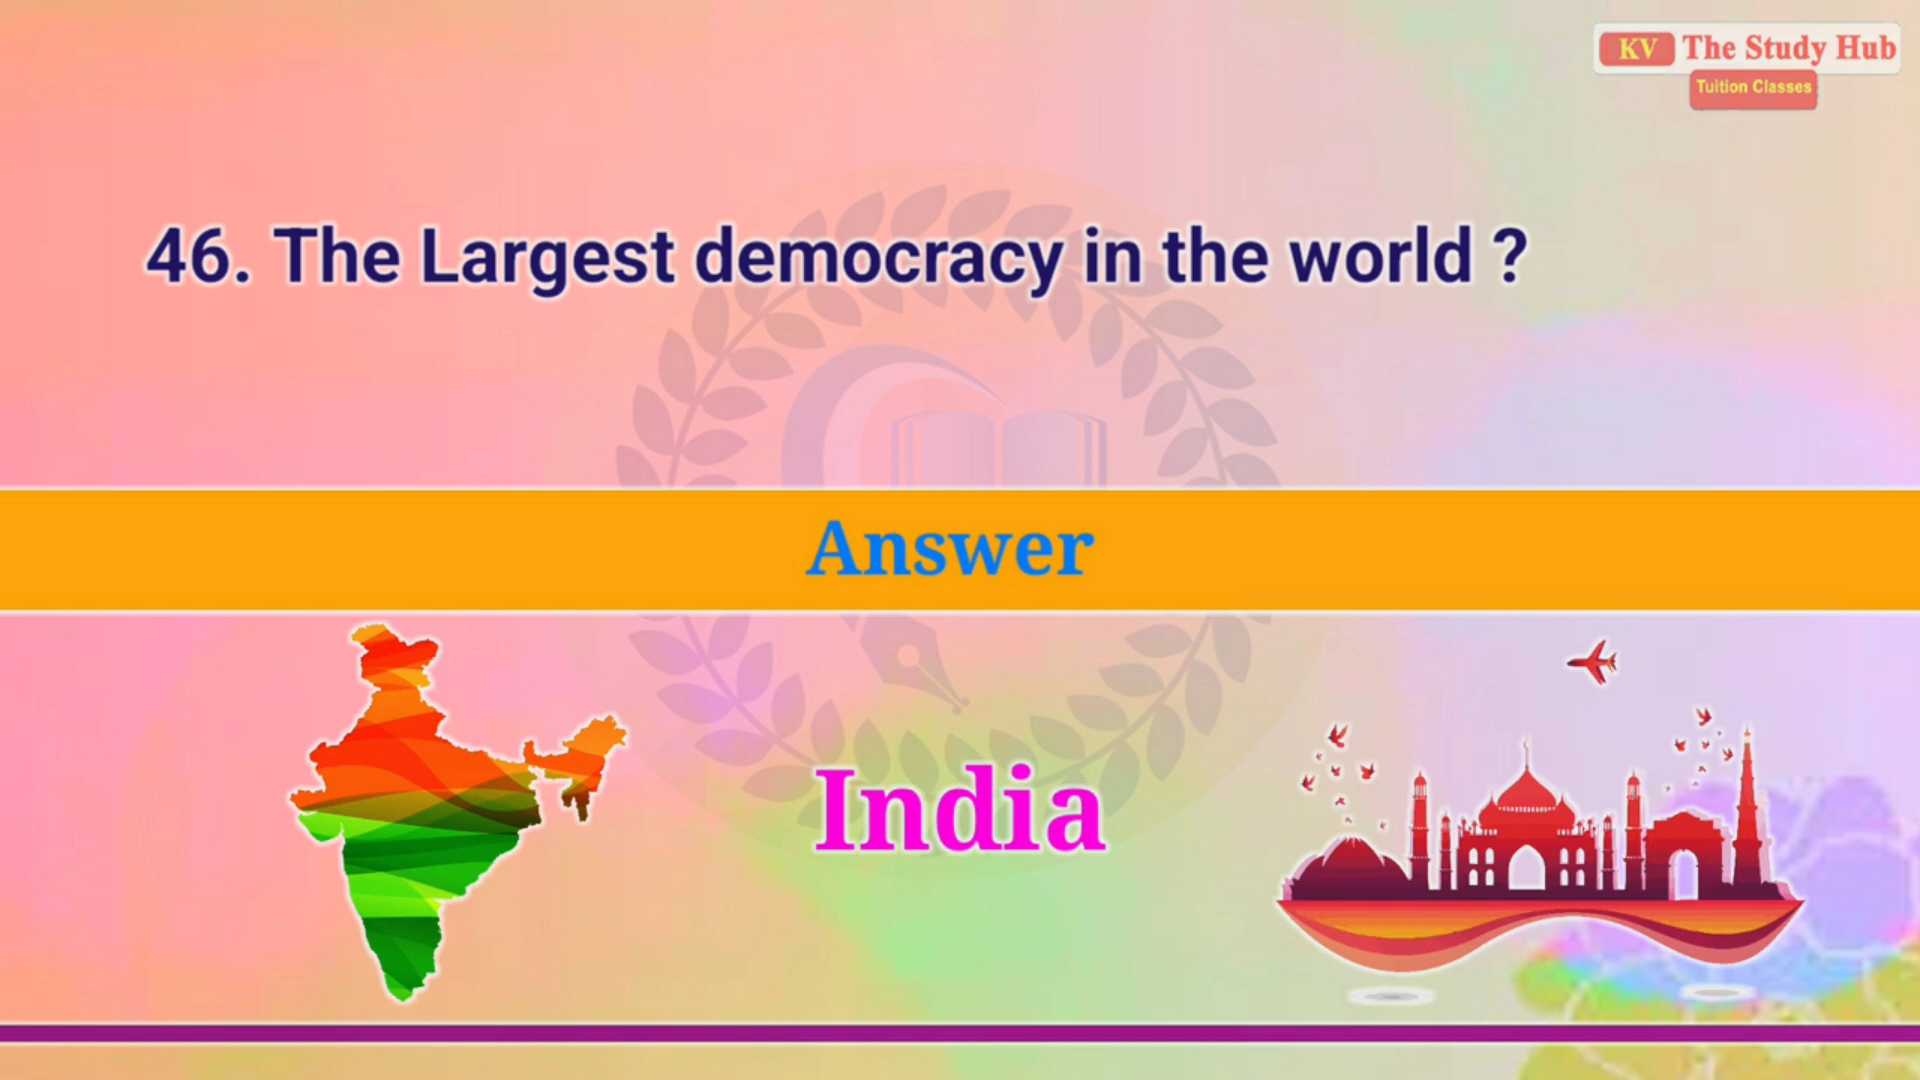 KV The Study Hub
Tuition Classes
46. The Largest democracy in the world ?
Answer
India